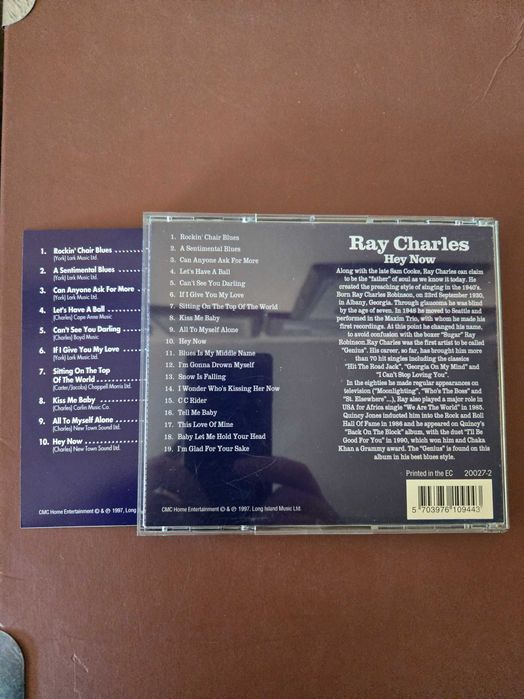 1. Rockin' Chair Blues
(York) Lark Music Ltd.
2. A Sentimental Blues
(York) Lark Music Ltd.
3. Can Anyone Ask For More
(York) Lark Music Ltd.
4. Let's Have A Ball
(Charles) Cape Anna Music
5. Can't See You Darling
(Charles) Boyd Music
6. If I Give You My Love
(York) Lark Music Ltd.
7. Sitting On The Top
Of The World
(Carter/Jacobs) Chappell Morris Ltd.
8. Kiss Me Baby
(Charles) Carlin Music Co.
9. All To Myself Alone
(Charles) New Town Sound Ltd.
10. Hey Now
(Charles) New Town Sound Ltd.
CMC Home Entertainment © & ℗ 1997, Long
1. Rockin' Chair Blues
2. A Sentimental Blues
3. Can Anyone Ask For More
4. Let's Have A Ball
5. Can't See You Darling
6. If I Give You My Love
7. Sitting On The Top Of The World
8. Kiss Me Baby
9. All To Myself Alone
10. Hey Now
11. Blues Is My Middle Name
12. I'm Gonna Drown Myself
13. Snow Is Falling
14. I Wonder Who's Kissing Her Now
15. C C Rider
16. Tell Me Baby
17. This Love Of Mine
18. Baby Let Me Hold Your Head
19. I'm Glad For Your Sake
CMC Home Entertainment © & ℗ 1997, Long Island Music Ltd.
Ray Charles
Hey Now
Along with the late Sam Cooke, Ray Charles can claim
to be the "father" of soul as we know it today. He
created the preaching style of singing in the 1940's.
Born Ray Charles Robinson, on 23rd September 1930,
in Albany, Georgia. Through glaucoma he was blind
by the age of seven. In 1948 he moved to Seattle and
performed in the Maxim Trio, with whom he made his
first recordings. At this point he changed his name,
to avoid confusion with the boxer "Sugar" Ray
Robinson.Ray Charles was the first artist to be called
"Genius". His career, so far, has brought him more
than 70 hit singles including the classics
"Hit The Road Jack", "Georgia On My Mind" and
"I Can't Stop Loving You".
In the eighties he made regular appearances on
television ("Moonlighting", "Who's The Boss" and
"St. Elsewhere"...), Ray also played a major role in
USA for Africa single "We Are The World" in 1985.
Quincy Jones inducted him into the Rock and Roll
Hall Of Fame in 1986 and he appeared on Quincy's
"Back On The Block" album, with the dust "I'll Be
Good For You" in 1990, which won him and Chaka
Khan a Grammy award. The "Genius" is found on this
album in his best blues style.
Printed in the EC 20027-2
5 703976 109443